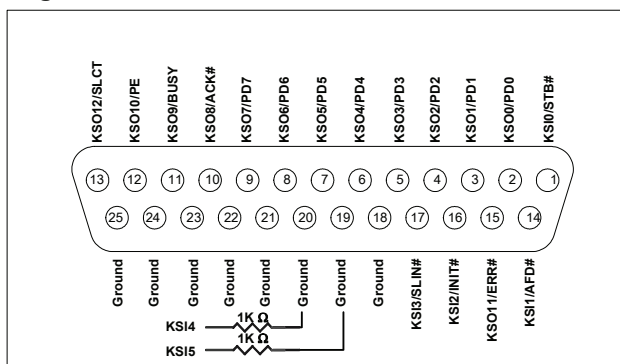 KSO12/SLCT
KSO10/PE
KSO9/BUSY
KSO8/ACK#
KSO7/PD7
KSO6/PD6
KSO5/PD5
KSO4/PD4
KSO3/PD3
KSO2/PD2
KSO1/PD1
KSO0/PD0
KSI0/STB#
13 12 11 10 9 8 7 6 5 4 3 2 1
25 24 23 22 21 20 19 18 17 16 15 14
Ground
Ground
Ground
Ground
Ground
Ground
Ground
Ground
KSI3/SLIN#
KSI2/INIT#
KSO11/ERR#
KSI1/AFD#
KSI4 1K Ω
KSI5 1K Ω